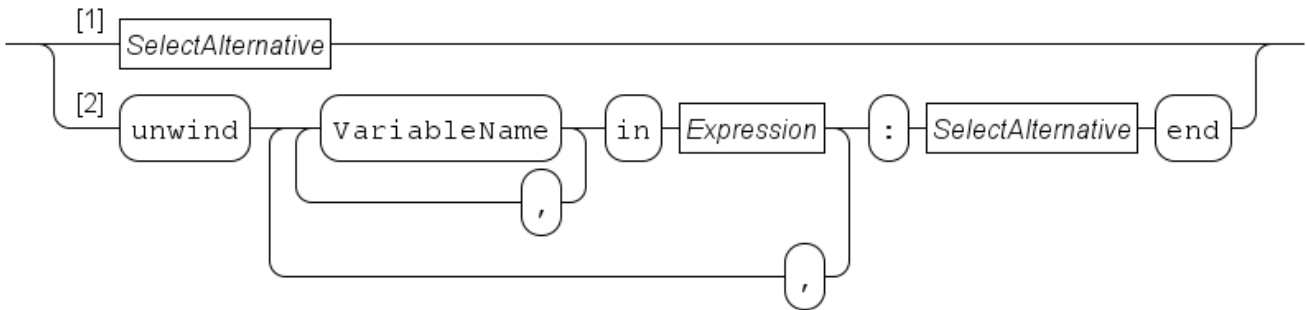 [1] SelectAlternative
[2] unwind VariableName in Expression : SelectAlternative end
,
,